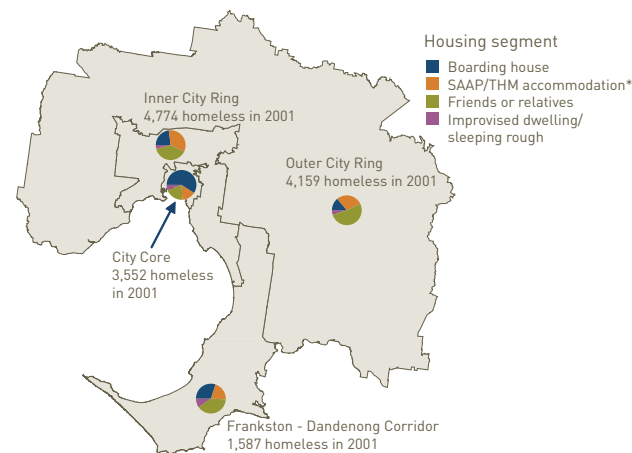 Housing segment
Boarding house
SAAP/THM accommodation*
Friends or relatives
Improvised dwelling/
sleeping rough
Inner City Ring
4,774 homeless in 2001
Outer City Ring
4,159 homeless in 2001
City Core
3,552 homeless
in 2001
Frankston - Dandenong Corridor
1,587 homeless in 2001